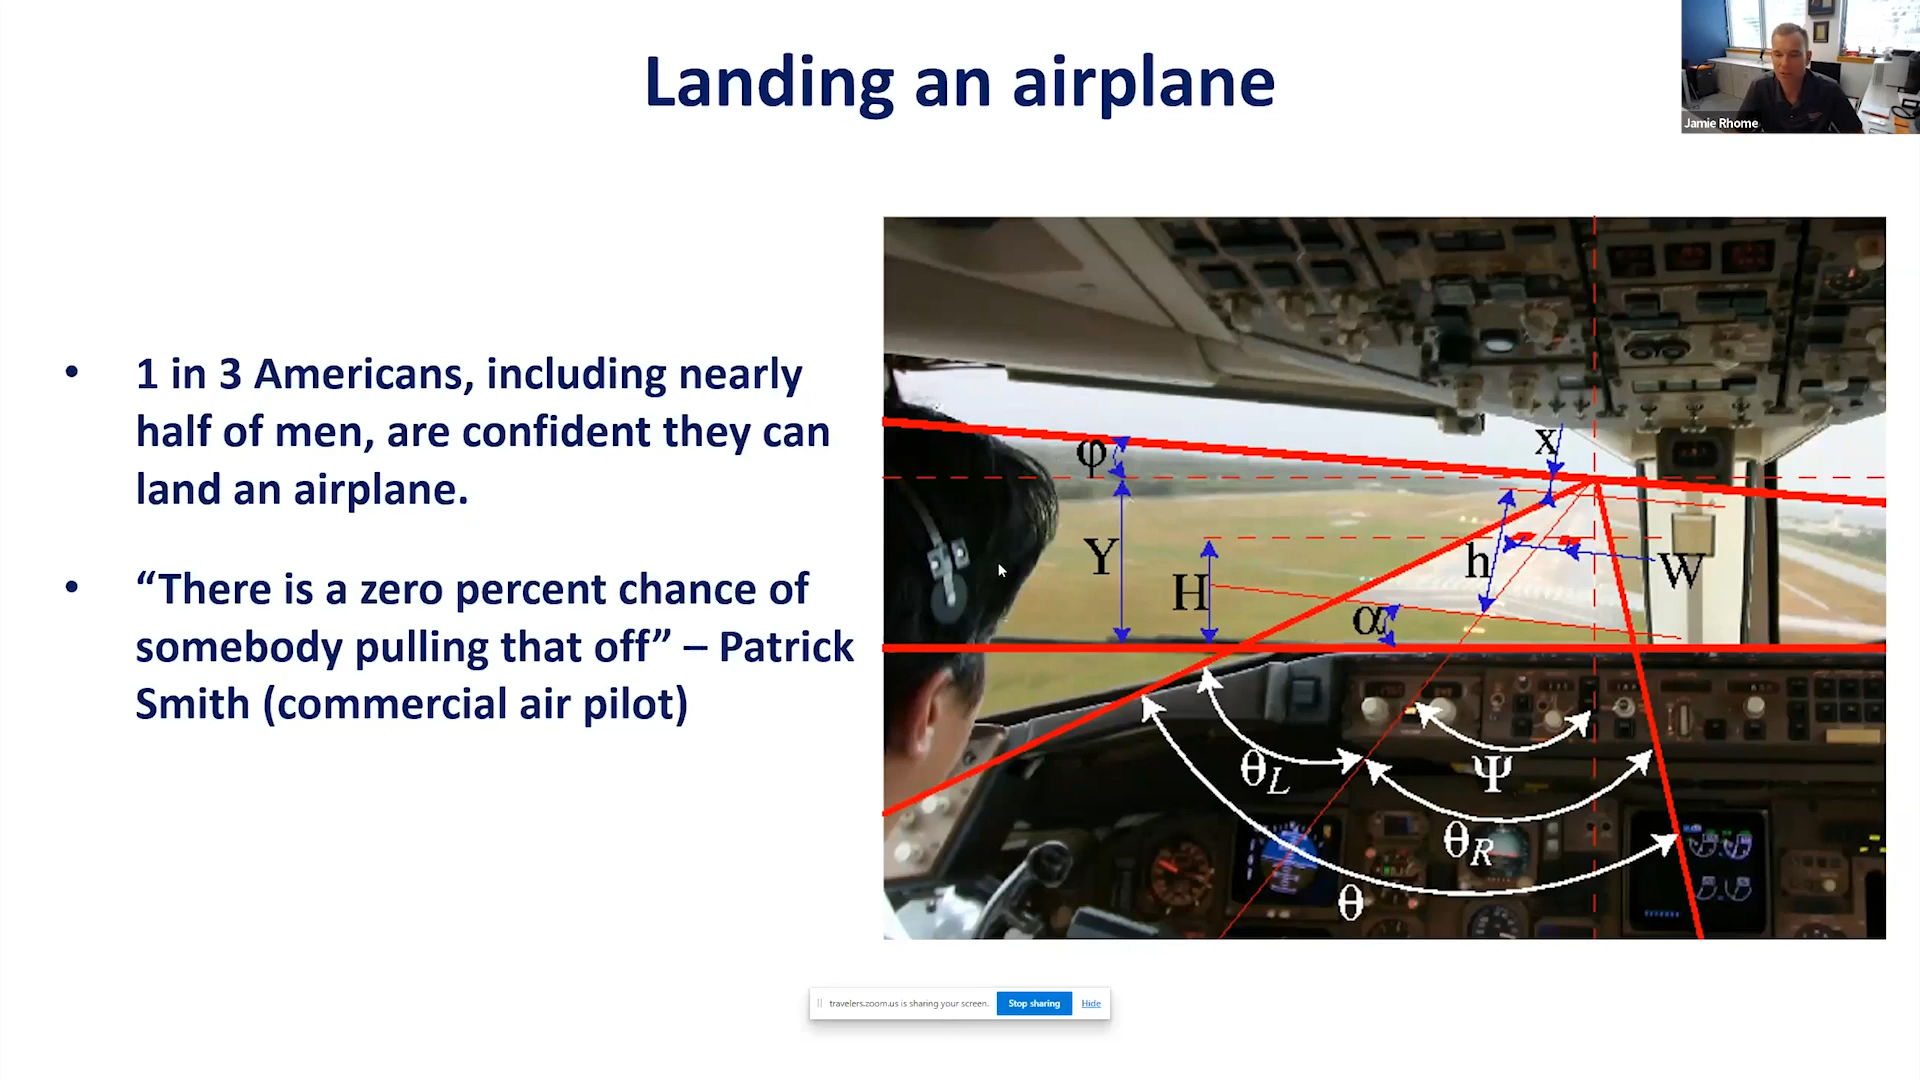 Landing an airplane
Jamie Rhome
• 1 in 3 Americans, including nearly
half of men, are confident they can
land an airplane.
• “There is a zero percent chance of
somebody pulling that off” – Patrick
Smith (commercial air pilot)
φ
x
Y
H
h
W
α
θL
Ψ
θR
θ
travelers.zoom.us is sharing your screen.
Stop sharing
Hide